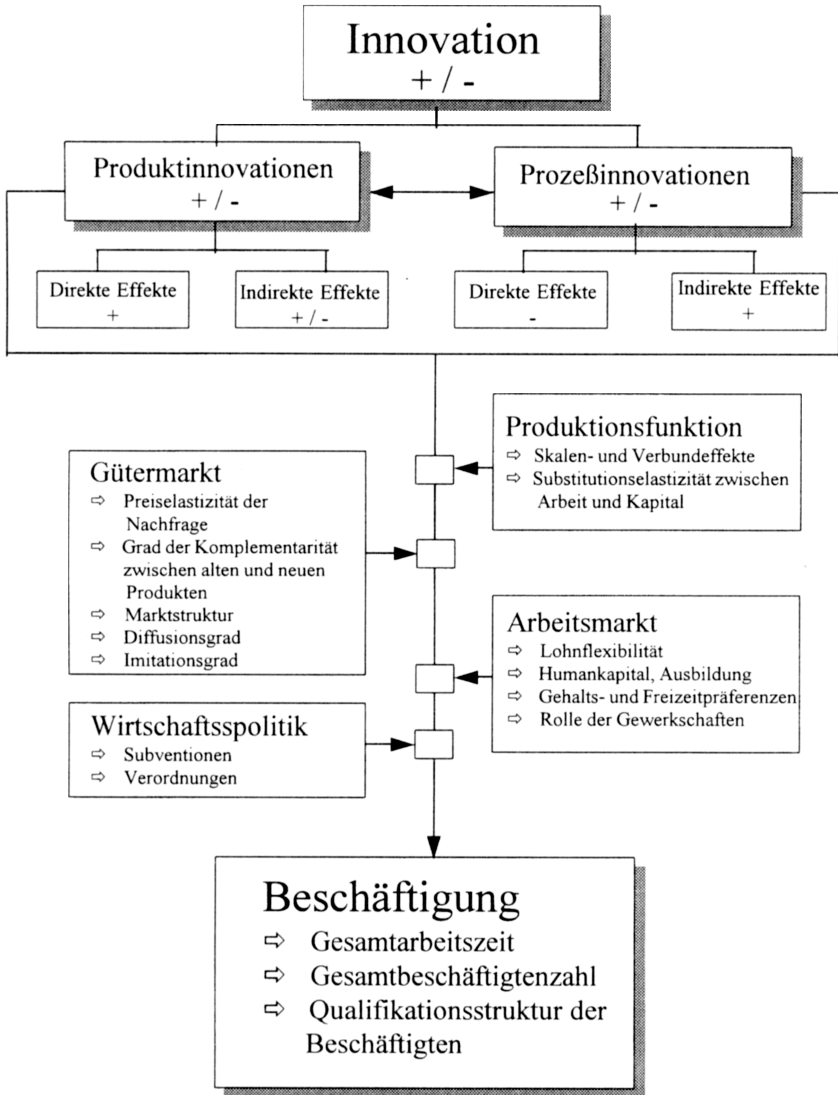 Innovation
+ / -
Produktinnovationen
+ / -
Prozeßinnovationen
+ / -
Direkte Effekte
+
Indirekte Effekte
+ / -
Direkte Effekte
-
Indirekte Effekte
+
Produktionsfunktion
⇨ Skalen- und Verbundeffekte
⇨ Substitutionselastizität zwischen
Arbeit und Kapital
Gütermarkt
⇨ Preiselastizität der
Nachfrage
⇨ Grad der Komplementarität
zwischen alten und neuen
Produkten
⇨ Marktstruktur
⇨ Diffusionsgrad
⇨ Imitationsgrad
Arbeitsmarkt
⇨ Lohnflexibilität
⇨ Humankapital, Ausbildung
⇨ Gehalts- und Freizeitpräferenzen
⇨ Rolle der Gewerkschaften
Wirtschaftsspolitik
⇨ Subventionen
⇨ Verordnungen
Beschäftigung
⇨ Gesamtarbeitszeit
⇨ Gesamtbeschäftigtenzahl
⇨ Qualifikationsstruktur der
Beschäftigten